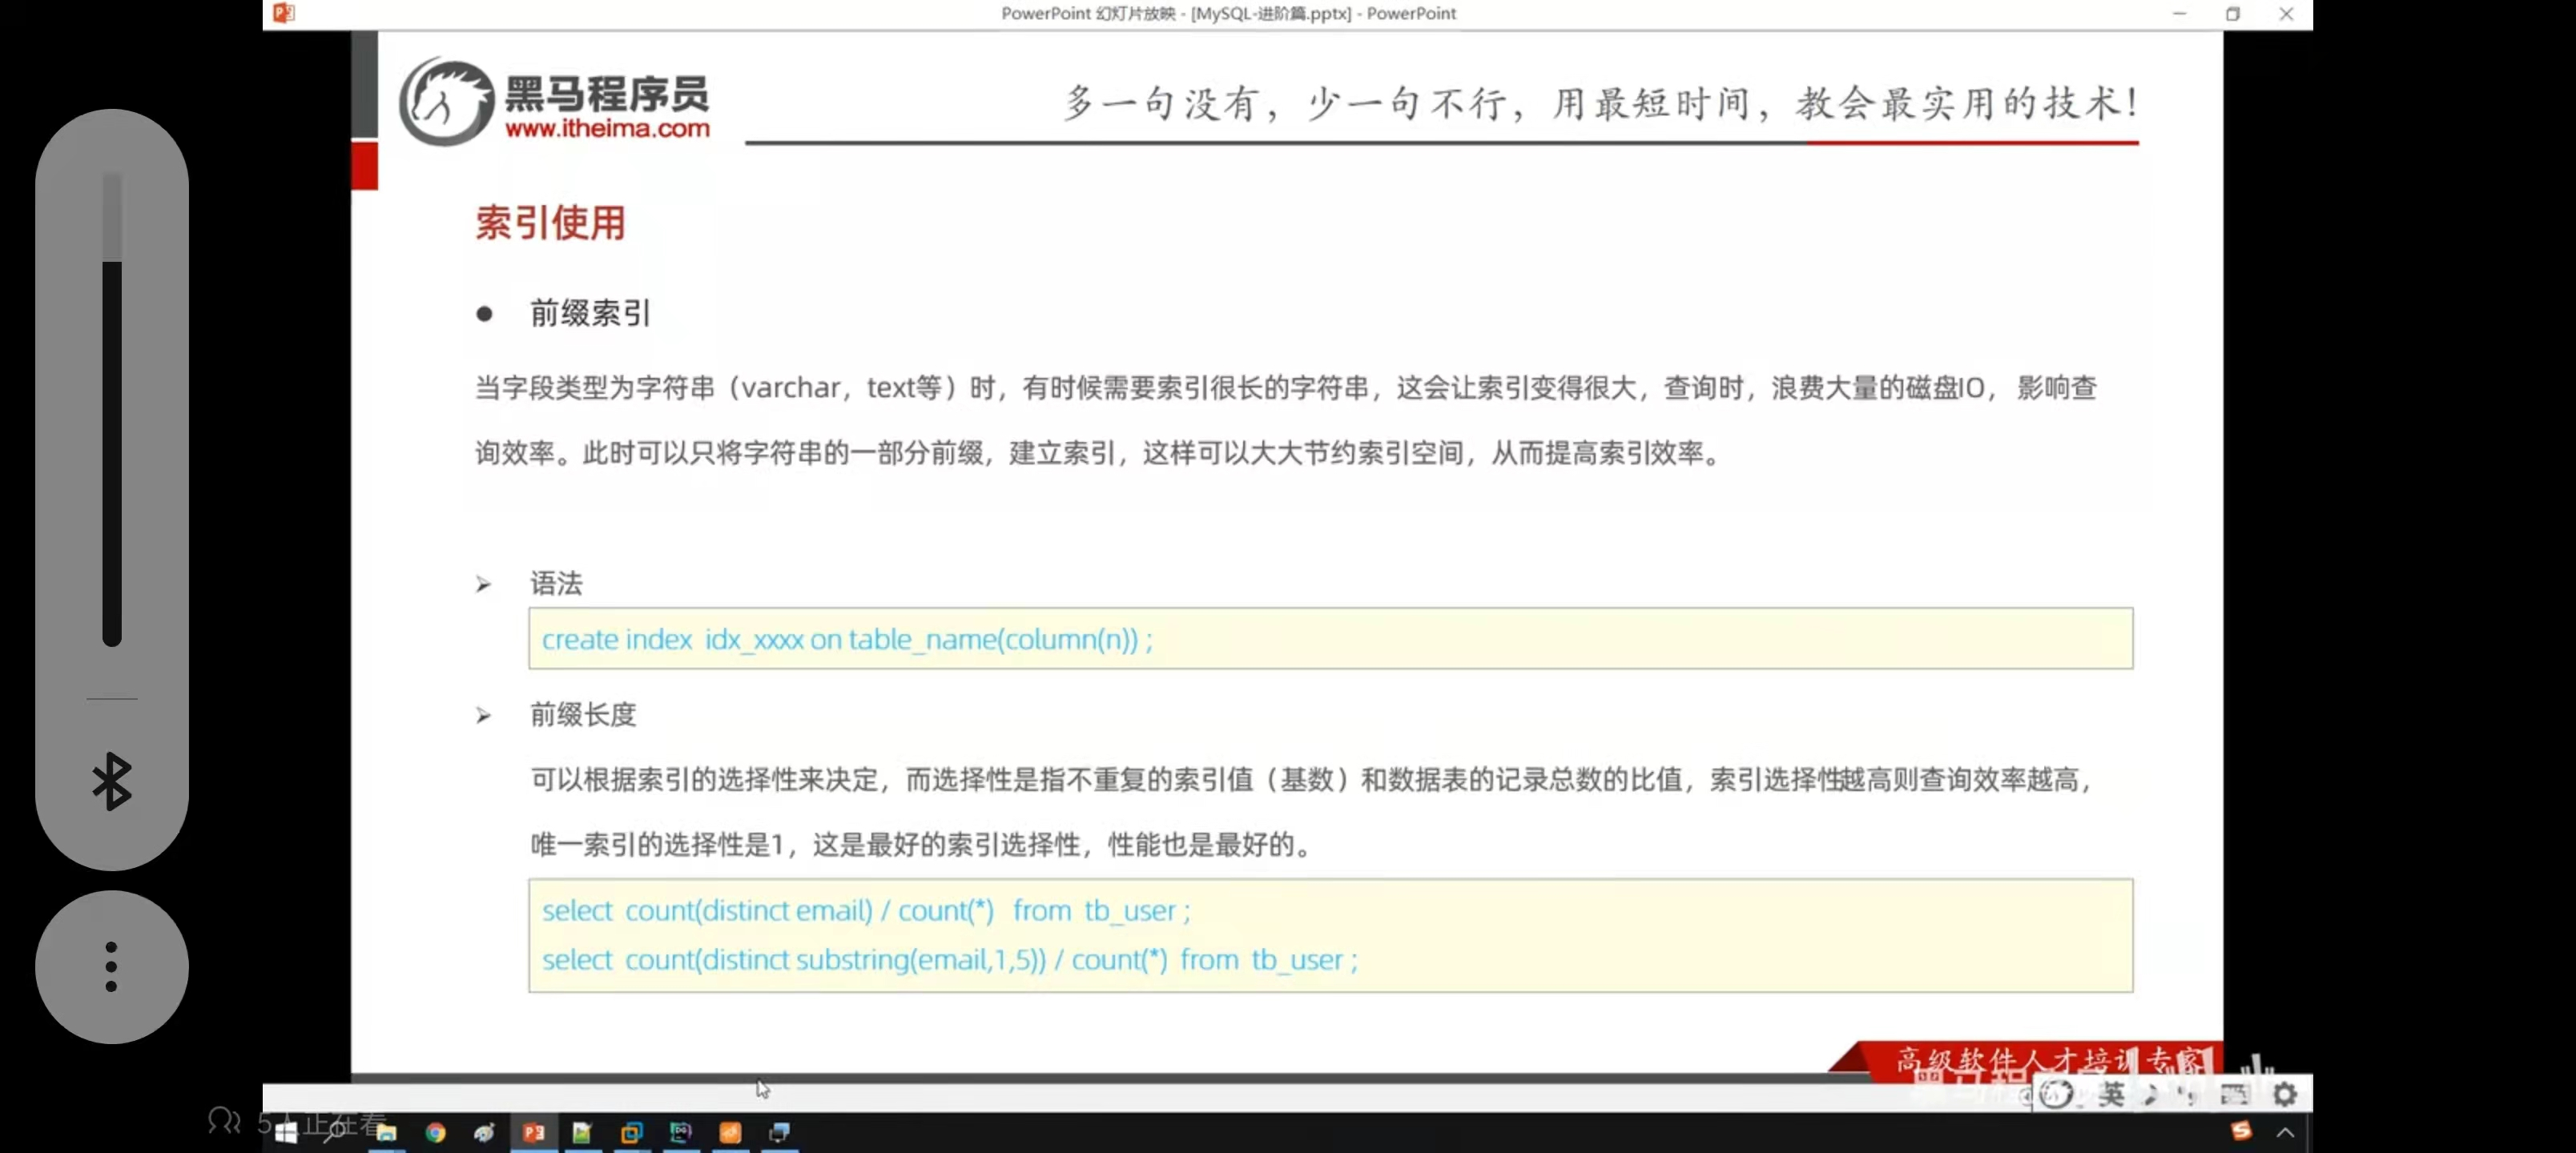 PowerPoint 幻灯片放映 - [MySQL-进阶篇.pptx] - PowerPoint
黑马程序员
www.itheima.com
多一句没有，少一句不行，用最短时间，教会最实用的技术！
索引使用
● 前缀索引
当字段类型为字符串（varchar，text等）时，有时候需要索引很长的字符串，这会让索引变得很大，查询时，浪费大量的磁盘IO， 影响查
询效率。此时可以只将字符串的一部分前缀，建立索引，这样可以大大节约索引空间，从而提高索引效率。
➢ 语法
create index idx_xxxx on table_name(column(n)) ;
➢ 前缀长度
可以根据索引的选择性来决定，而选择性是指不重复的索引值（基数）和数据表的记录总数的比值，索引选择性越高则查询效率越高，
唯一索引的选择性是1，这是最好的索引选择性，性能也是最好的。
select count(distinct email) / count(*) from tb_user ;
select count(distinct substring(email,1,5)) / count(*) from tb_user ;
高级软件人才培训专家
英
5人正在看